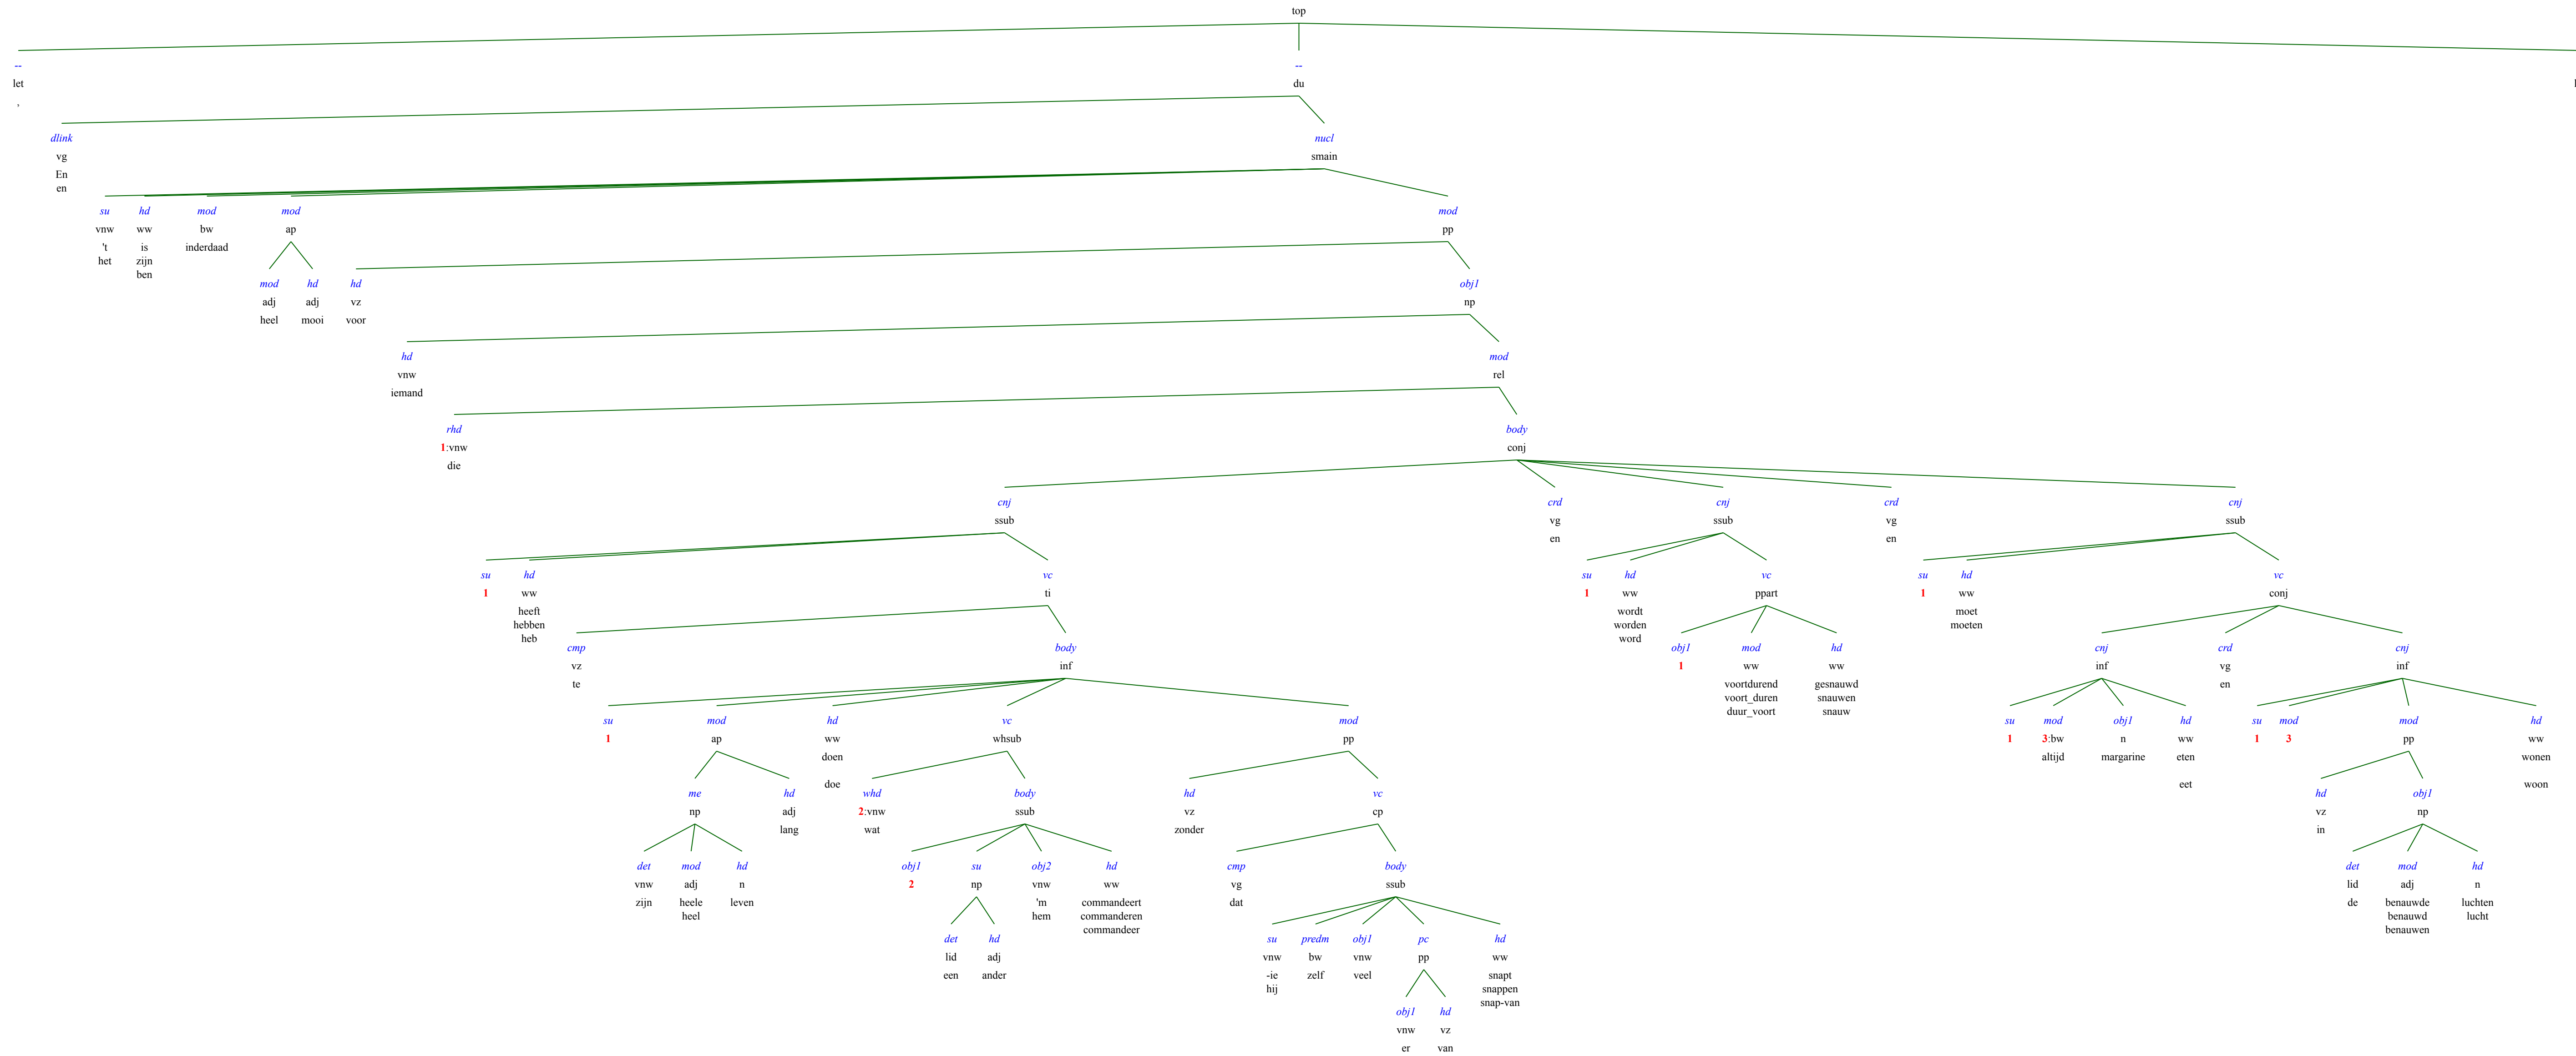 top
-- --
let du
,
dlink nucl
vg smain
En
en
su hd mod mod mod
vnw ww bw ap pp
't is inderdaad
het zijn
ben
mod hd hd obj1
adj adj vz np
heel mooi voor
hd mod
vnw rel
iemand
rhd body
1:vnw conj
die
cnj crd cnj crd cnj
ssub vg ssub vg ssub
en en
su hd vc su hd vc su hd vc
1 ww ti 1 ww ppart 1 ww conj
heeft wordt moet
hebben worden moeten
heb word
cmp body obj1 mod hd cnj crd cnj
vz inf 1 ww ww inf vg inf
te voortdurend gesnauwd en
voort_duren snauwen
duur_voort snauw
su mod hd vc mod su mod obj1 hd su mod mod hd
1 ap ww whsub pp 1 3:bw n ww 1 3 pp ww
doen altijd margarine eten wonen
doe eet woon
me hd whd body hd vc hd obj1
np adj 2:vnw ssub vz cp vz np
lang wat zonder in
det mod hd obj1 su obj2 hd cmp body det mod hd
vnw adj n 2 np vnw ww vg ssub lid adj n
zijn heele leven 'm commandeert dat de benauwde luchten
heel hem commanderen benauwd lucht
commandeer benauwen
det hd su predm obj1 pc hd
lid adj vnw bw vnw pp ww
een ander -ie zelf veel snapt
hij snappen
snap-van
obj1 hd
vnw vz
er van